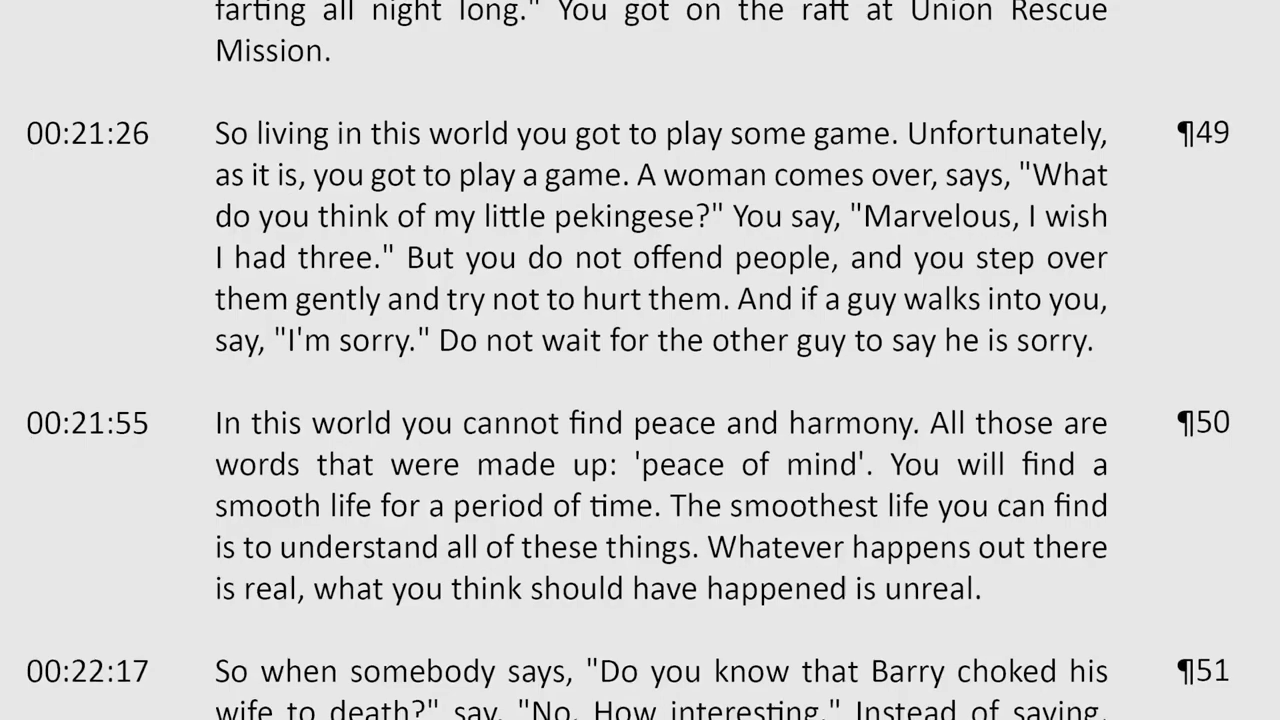 farting all night long." You got on the raft at Union Rescue
Mission.
00:21:26 So living in this world you got to play some game. Unfortunately, ¶49
as it is, you got to play a game. A woman comes over, says, "What
do you think of my little pekingese?" You say, "Marvelous, I wish
I had three." But you do not offend people, and you step over
them gently and try not to hurt them. And if a guy walks into you,
say, "I'm sorry." Do not wait for the other guy to say he is sorry.
00:21:55 In this world you cannot find peace and harmony. All those are ¶50
words that were made up: 'peace of mind'. You will find a
smooth life for a period of time. The smoothest life you can find
is to understand all of these things. Whatever happens out there
is real, what you think should have happened is unreal.
00:22:17 So when somebody says, "Do you know that Barry choked his ¶51
wife to death?" say, "No. How interesting." Instead of saying,